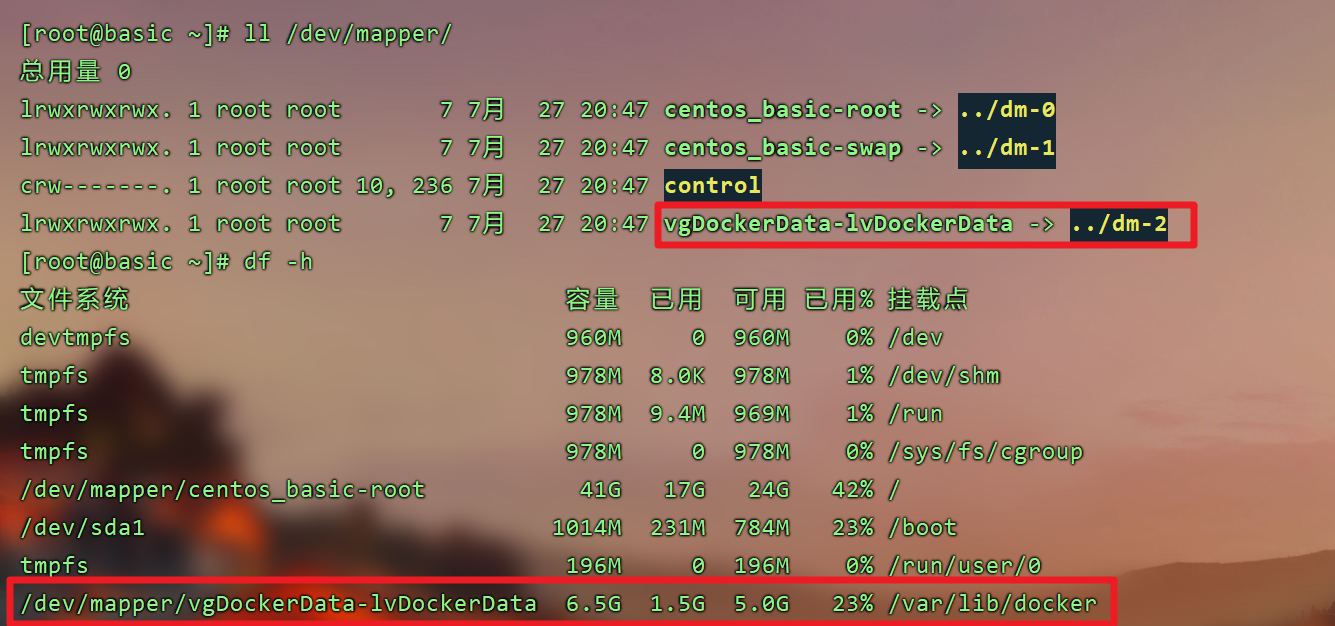 [root@basic ~]# ll /dev/mapper/
总用量 0
lrwxrwxrwx. 1 root root       7 7月  27 20:47 centos_basic-root -> ../dm-0
lrwxrwxrwx. 1 root root       7 7月  27 20:47 centos_basic-swap -> ../dm-1
crw-------. 1 root root 10, 236 7月  27 20:47 control
lrwxrwxrwx. 1 root root       7 7月  27 20:47 vgDockerData-lvDockerData -> ../dm-2
[root@basic ~]# df -h
文件系统                               容量  已用  可用 已用% 挂载点
devtmpfs                               960M     0  960M    0% /dev
tmpfs                                  978M  8.0K  978M    1% /dev/shm
tmpfs                                  978M  9.4M  969M    1% /run
tmpfs                                  978M     0  978M    0% /sys/fs/cgroup
/dev/mapper/centos_basic-root           41G   17G   24G   42% /
/dev/sda1                             1014M  231M  784M   23% /boot
tmpfs                                  196M     0  196M    0% /run/user/0
/dev/mapper/vgDockerData-lvDockerData  6.5G  1.5G  5.0G   23% /var/lib/docker